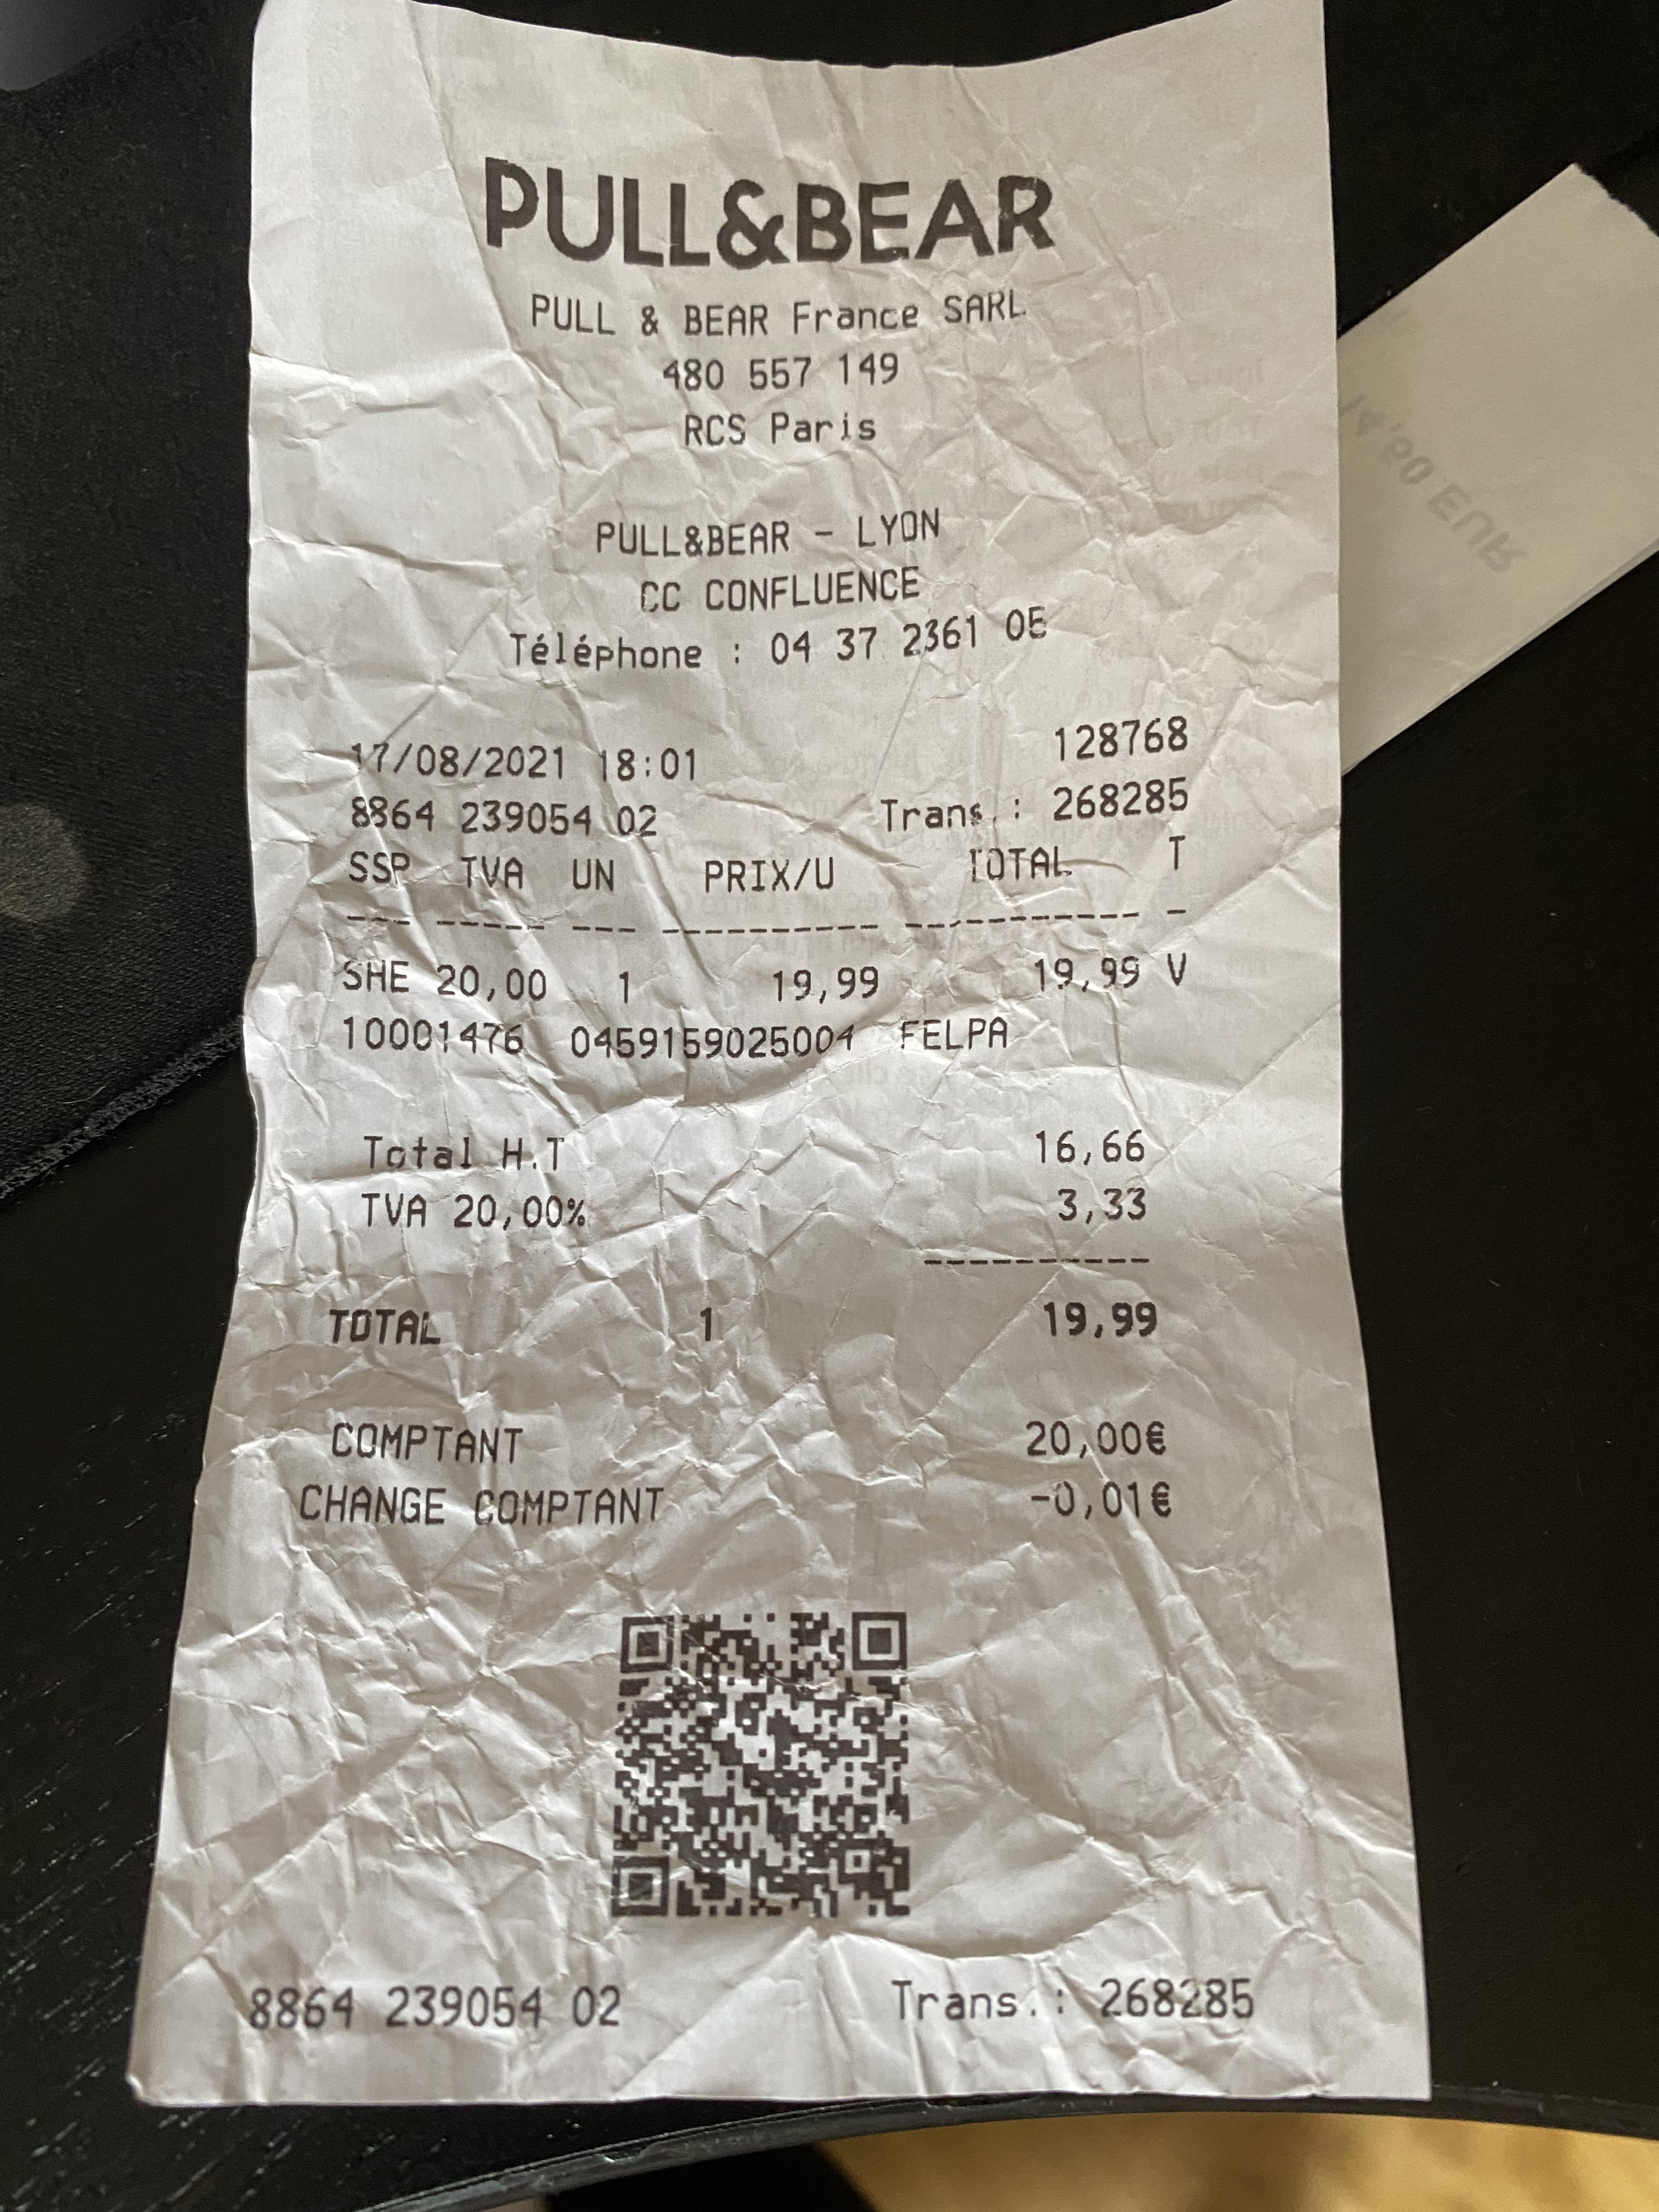 PULL&BEAR
PULL & BEAR France SARL
480 557 149
RCS Paris
PULL&BEAR - LYON
CC CONFLUENCE
Téléphone : 04 37 2361 05
17/08/2021 18:01 128768
8864 239054 02 Trans.: 268285
SSP TVA UN PRIX/U TOTAL T
--- ----- --- ---------- ----------- -
SHE 20,00 1 19,99 19,99 V
10001476 0459159025004 FELPA
Total H.T 16,66
TVA 20,00% 3,33
----------
TOTAL 1 19,99
COMPTANT 20,00€
CHANGE COMPTANT -0,01€
8864 239054 02 Trans.: 268285
14,60 EUR